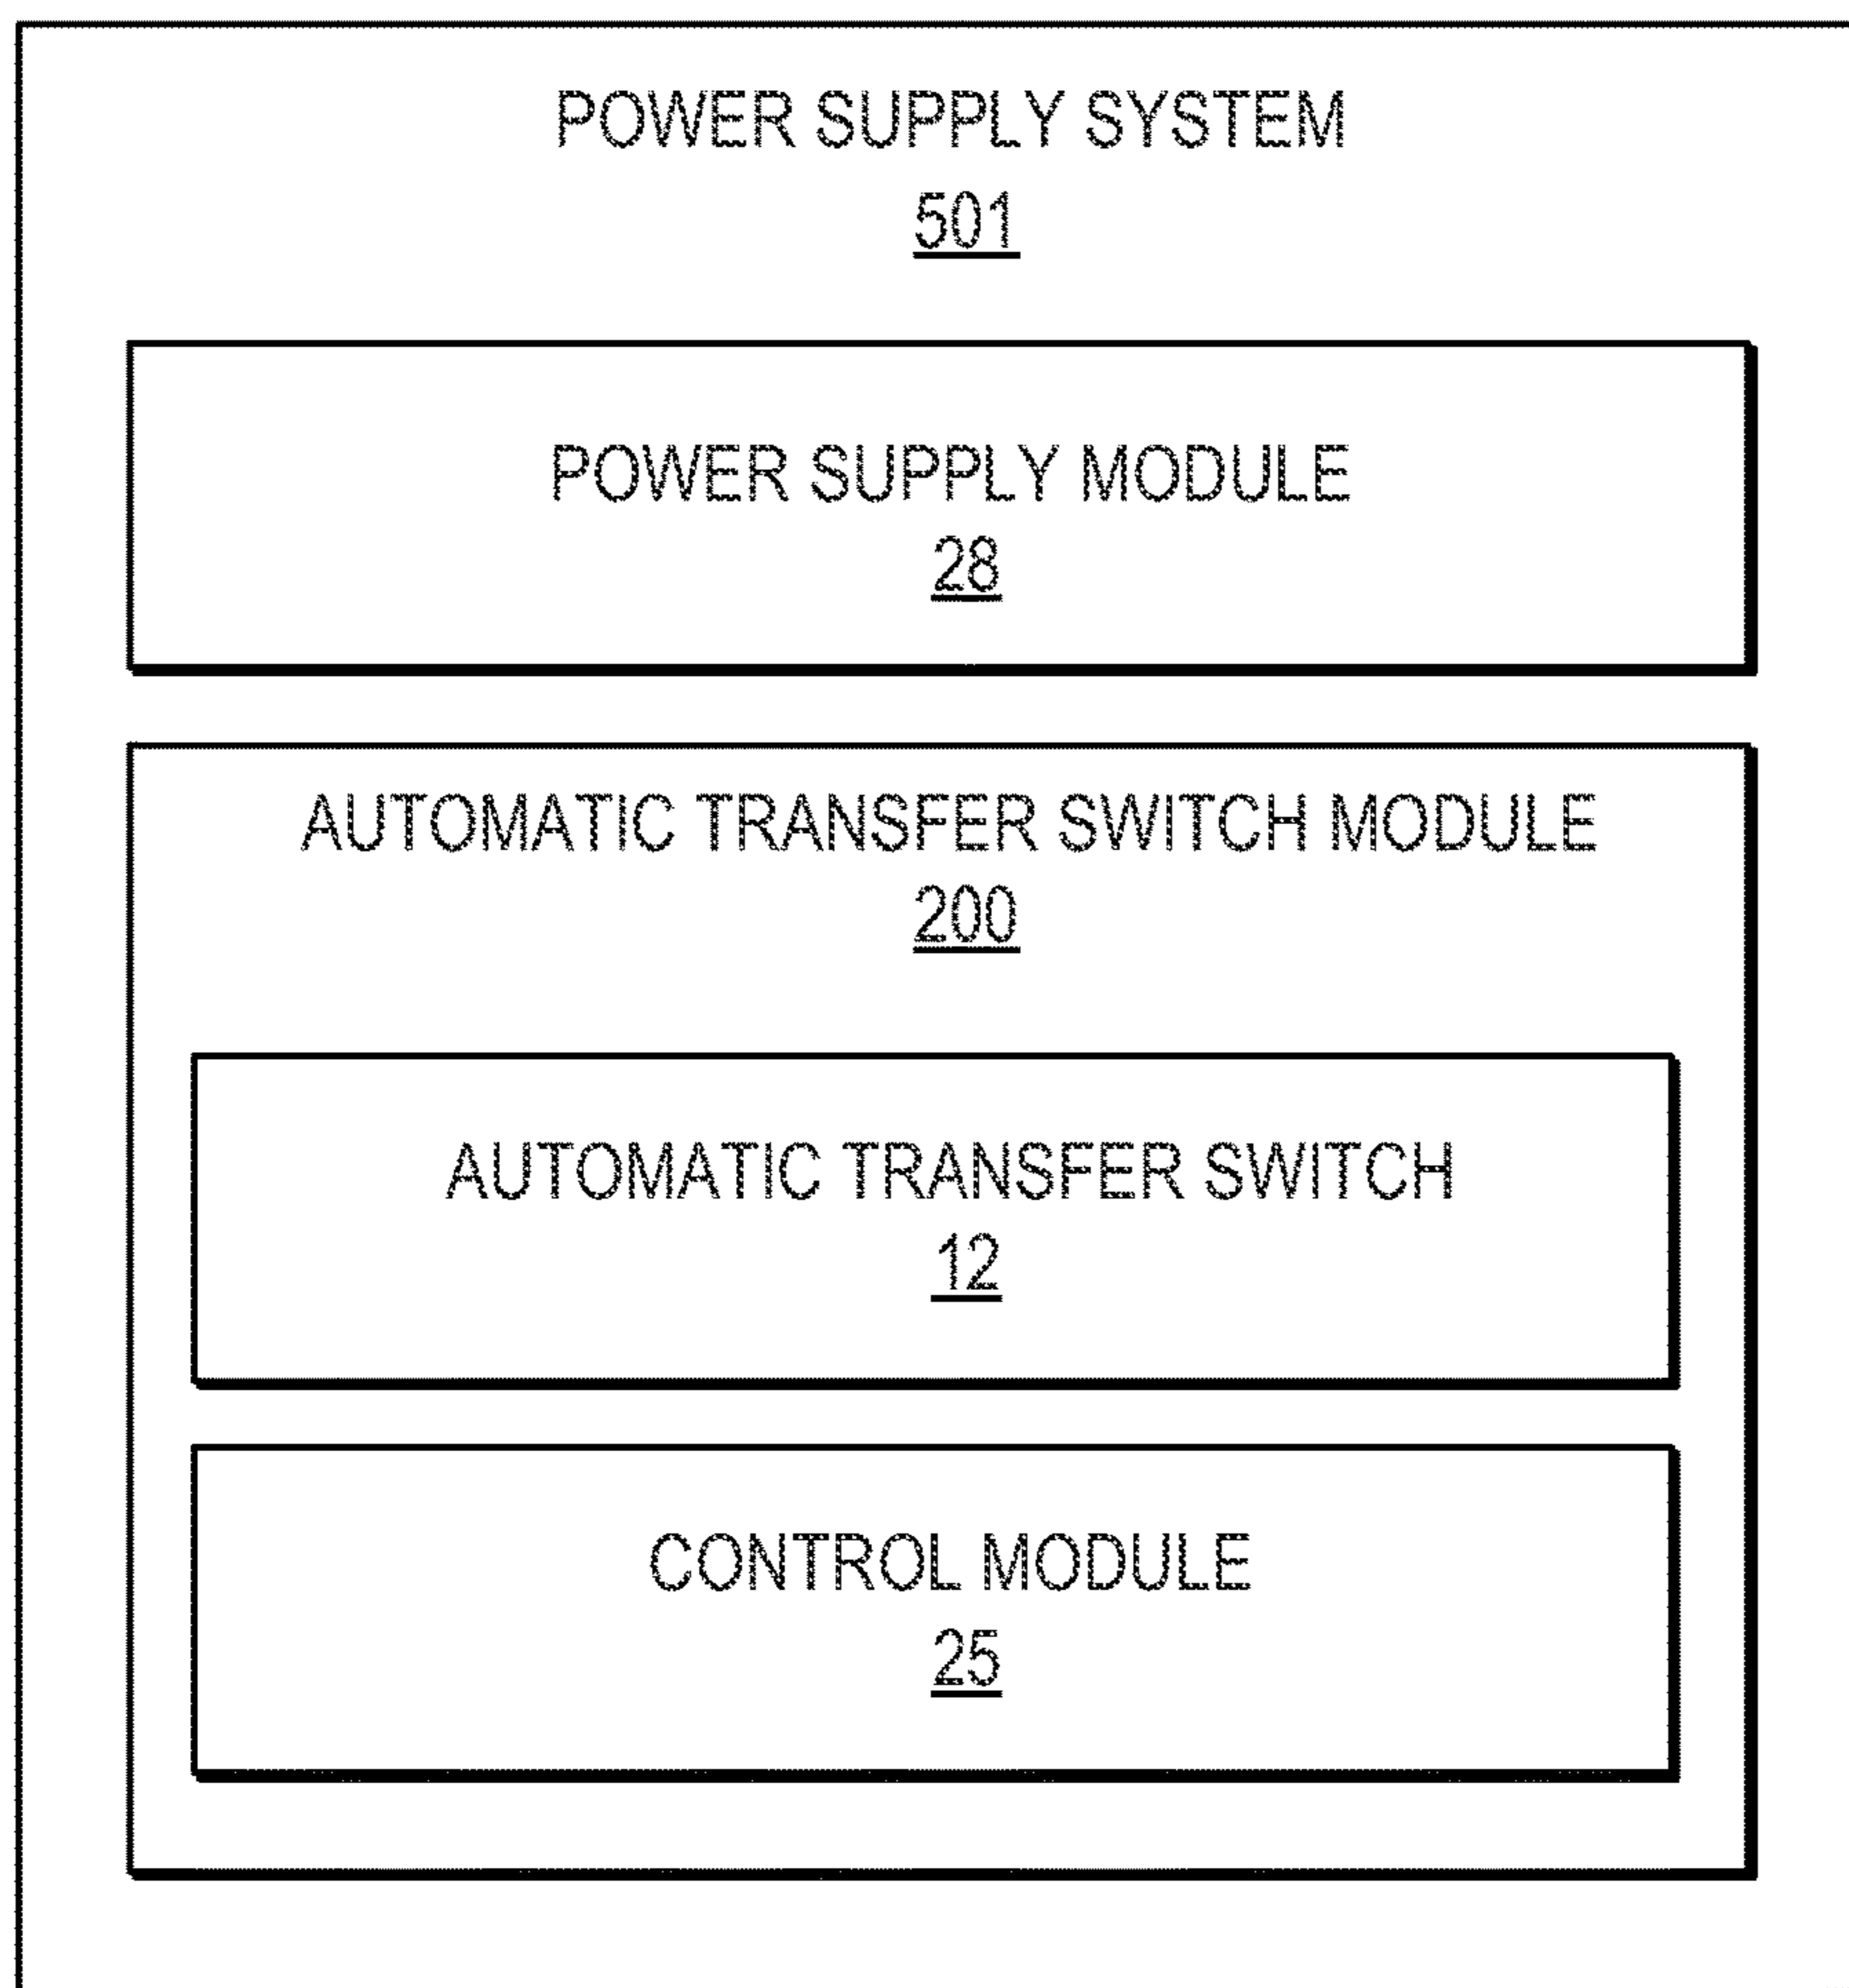 POWER SUPPLY SYSTEM
501
POWER SUPPLY MODULE
28
AUTOMATIC TRANSFER SWITCH MODULE
200
AUTOMATIC TRANSFER SWITCH
12
CONTROL MODULE
25